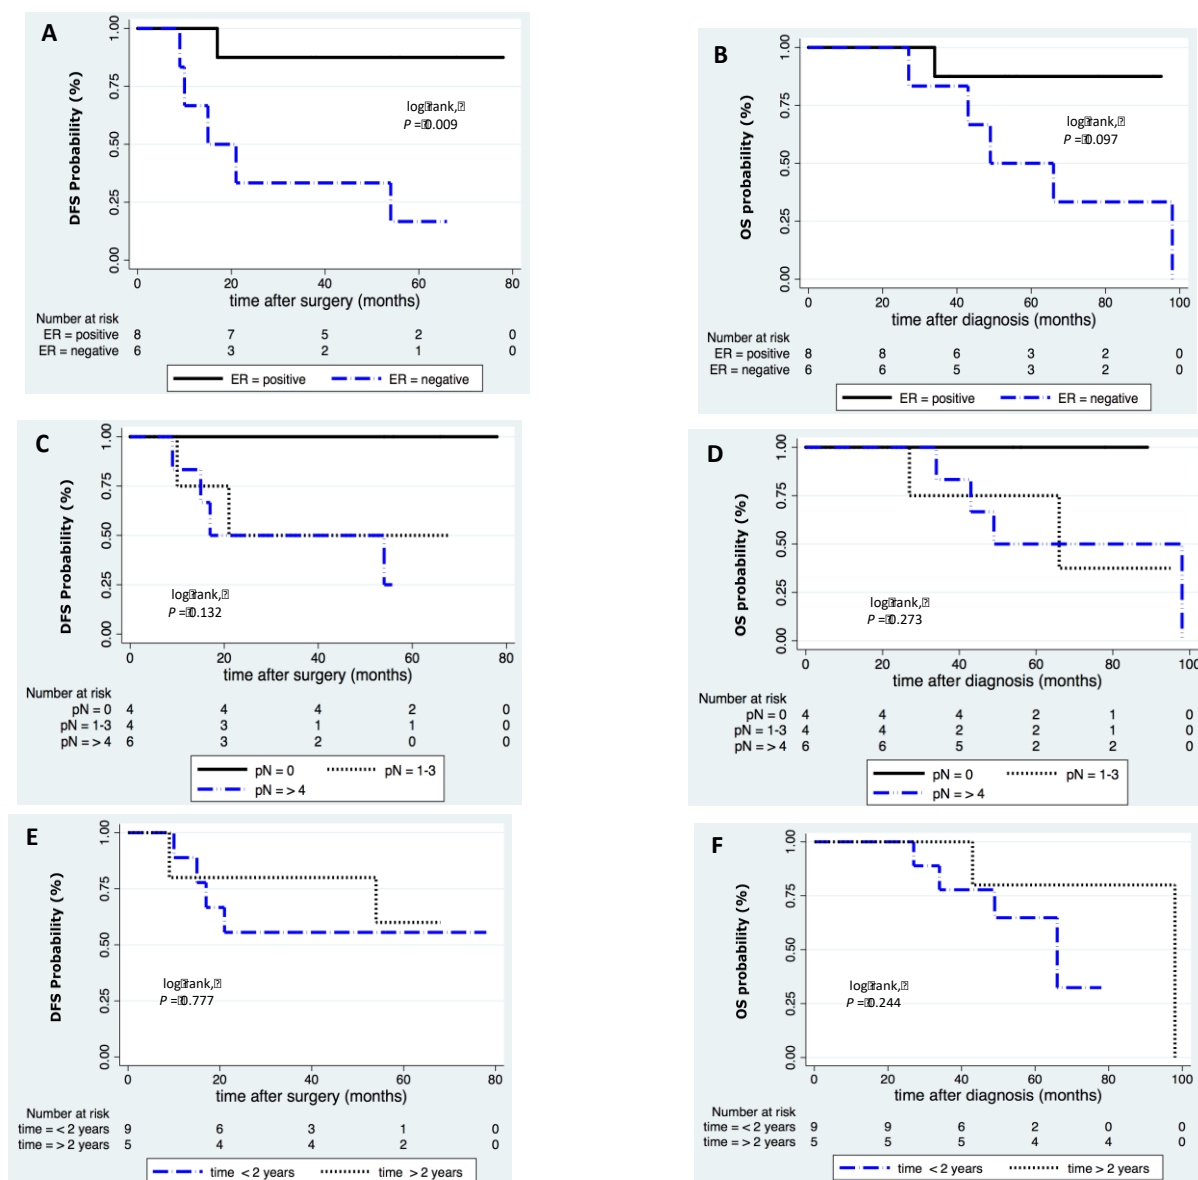 A
DFS Probability (%)
1.00
0.75
0.50
0.25
0.00
log rank,
P = 0.009
0 20 40 60 80
time after surgery (months)
Number at risk
ER = positive 8 7 5 2 0
ER = negative 6 3 2 1 0
ER = positive ER = negative
B
OS probability (%)
1.00
0.75
0.50
0.25
0.00
log rank,
P = 0.097
0 20 40 60 80 100
time after diagnosis (months)
Number at risk
ER = positive 8 8 6 3 2 0
ER = negative 6 6 5 3 2 0
ER = positive ER = negative
C
DFS Probability (%)
1.00
0.75
0.50
0.25
0.00
log rank,
P = 0.132
0 20 40 60 80
time after surgery (months)
Number at risk
pN = 0 4 4 4 2 0
pN = 1-3 4 3 1 1 0
pN = > 4 6 3 2 0 0
pN = 0 pN = 1-3
pN = > 4
D
OS probability (%)
1.00
0.75
0.50
0.25
0.00
log rank,
P = 0.273
0 20 40 60 80 100
time after diagnosis (months)
Number at risk
pN = 0 4 4 4 2 1 0
pN = 1-3 4 4 2 2 1 0
pN = > 4 6 6 5 2 2 0
pN = 0 pN = 1-3
pN = > 4
E
DFS Probability (%)
1.00
0.75
0.50
0.25
0.00
log rank,
P = 0.777
0 20 40 60 80
time after surgery (months)
Number at risk
time = < 2 years 9 6 3 1 0
time = > 2 years 5 4 4 2 0
time < 2 years time > 2 years
F
OS probability (%)
1.00
0.75
0.50
0.25
0.00
log rank,
P = 0.244
0 20 40 60 80 100
time after diagnosis (months)
Number at risk
time = < 2 years 9 9 6 2 0 0
time = > 2 years 5 5 5 4 4 0
time < 2 years time > 2 years